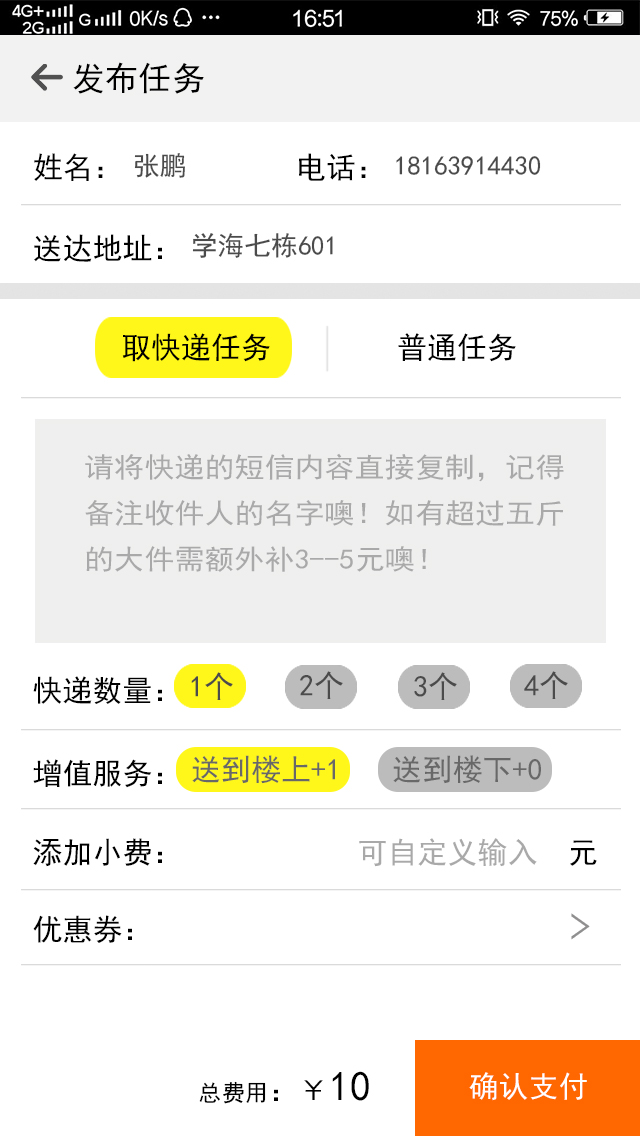 4G+ 2G G 0K/s ··· 16:51 75%
发布任务
姓名： 张鹏 电话： 18163914430
送达地址： 学海七栋601
取快递任务 普通任务
请将快递的短信内容直接复制，记得
备注收件人的名字噢！如有超过五斤
的大件需额外补3--5元噢！
快递数量： 1个 2个 3个 4个
增值服务： 送到楼上+1 送到楼下+0
添加小费： 可自定义输入 元
优惠券：
总费用： ￥10 确认支付